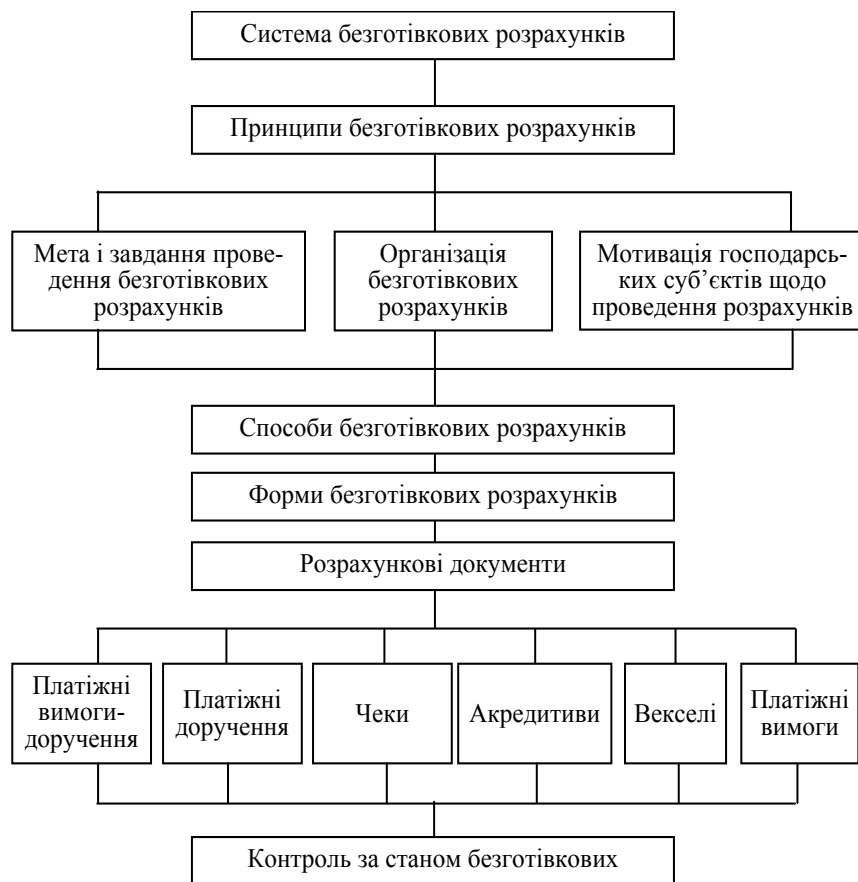 Система безготівкових розрахунків
Принципи безготівкових розрахунків
Мета і завдання прове-
дення безготівкових
розрахунків
Організація
безготівкових
розрахунків
Мотивація господарсь-
ких суб’єктів щодо
проведення розрахунків
Способи безготівкових розрахунків
Форми безготівкових розрахунків
Розрахункові документи
Платіжні
вимоги-
доручення
Платіжні
доручення
Чеки
Акредитиви
Векселі
Платіжні
вимоги
Контроль за станом безготівкових